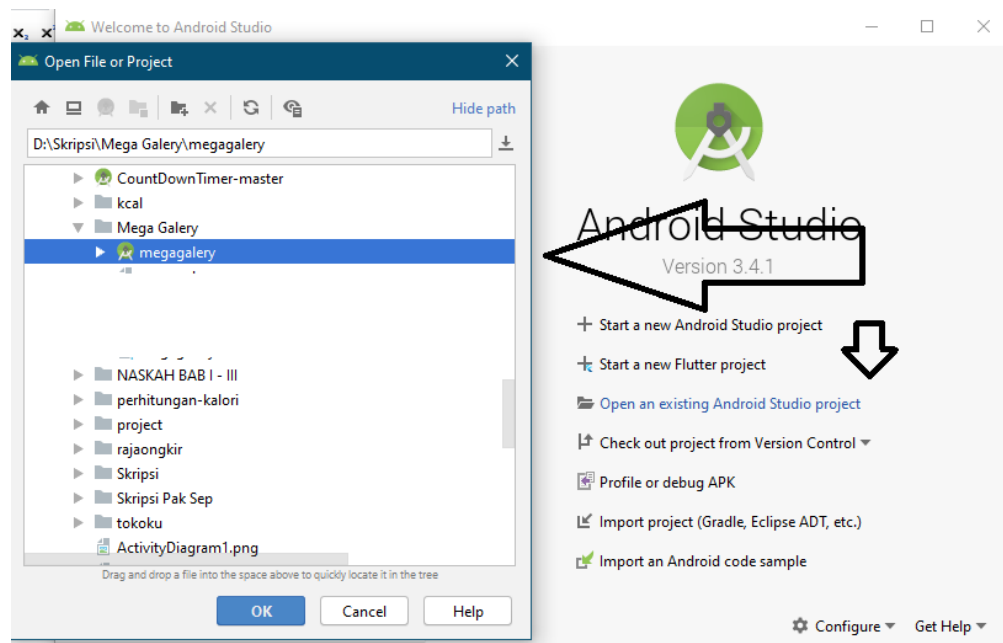 x₂ x
Welcome to Android Studio
Open File or Project
Hide path
D:\Skripsi\Mega Galery\megagalery
CountDownTimer-master
kcal
Mega Galery
megagalery
NASKAH BAB I - III
perhitungan-kalori
project
rajaongkir
Skripsi
Skripsi Pak Sep
tokoku
ActivityDiagram1.png
Drag and drop a file into the space above to quickly locate it in the tree
OK Cancel Help
Android Studio
Version 3.4.1
Start a new Android Studio project
Start a new Flutter project
Open an existing Android Studio project
Check out project from Version Control
Profile or debug APK
Import project (Gradle, Eclipse ADT, etc.)
Import an Android code sample
Configure Get Help